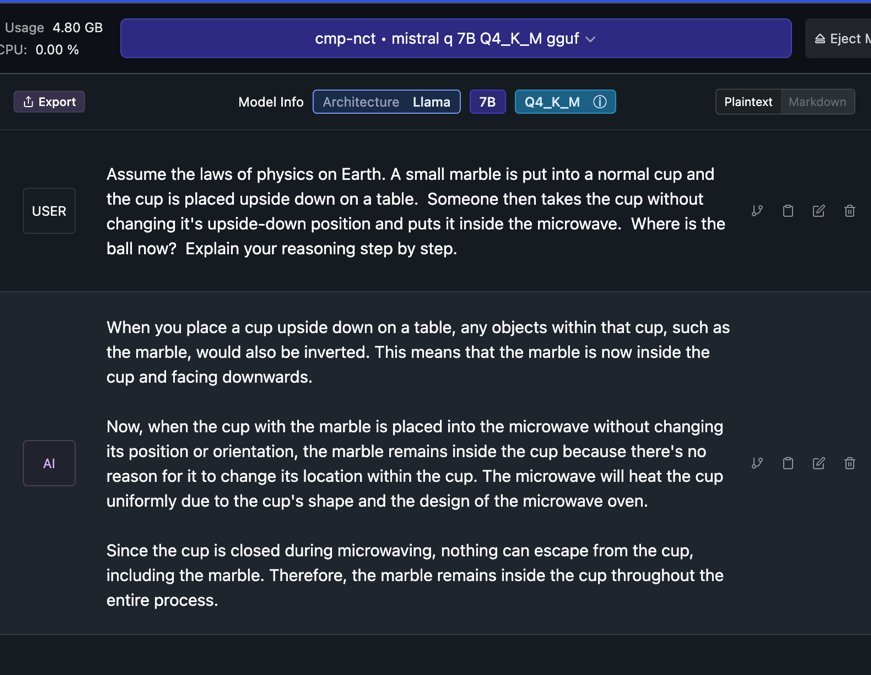 Usage 4.80 GB
CPU: 0.00 %
cmp-nct • mistral q 7B Q4_K_M gguf
Eject M
Export
Model Info
Architecture Llama
7B
Q4_K_M
Plaintext
Markdown
USER
Assume the laws of physics on Earth. A small marble is put into a normal cup and
the cup is placed upside down on a table.  Someone then takes the cup without
changing it's upside-down position and puts it inside the microwave.  Where is the
ball now?  Explain your reasoning step by step.
AI
When you place a cup upside down on a table, any objects within that cup, such as
the marble, would also be inverted. This means that the marble is now inside the
cup and facing downwards.
Now, when the cup with the marble is placed into the microwave without changing
its position or orientation, the marble remains inside the cup because there's no
reason for it to change its location within the cup. The microwave will heat the cup
uniformly due to the cup's shape and the design of the microwave oven.
Since the cup is closed during microwaving, nothing can escape from the cup,
including the marble. Therefore, the marble remains inside the cup throughout the
entire process.